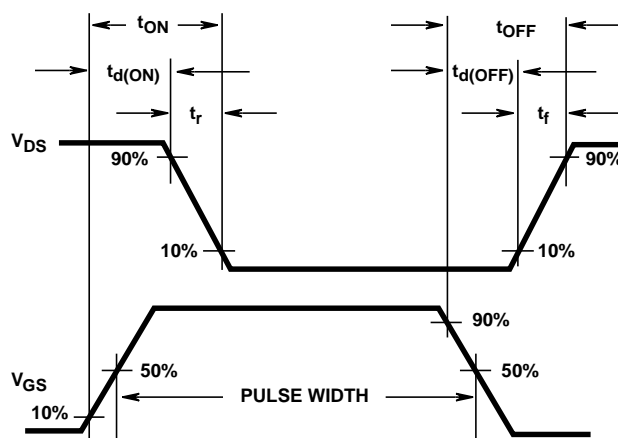 tON
tOFF
td(ON)
td(OFF)
tr
tf
VDS
90%
90%
10%
10%
90%
VGS
50%
PULSE WIDTH
50%
10%